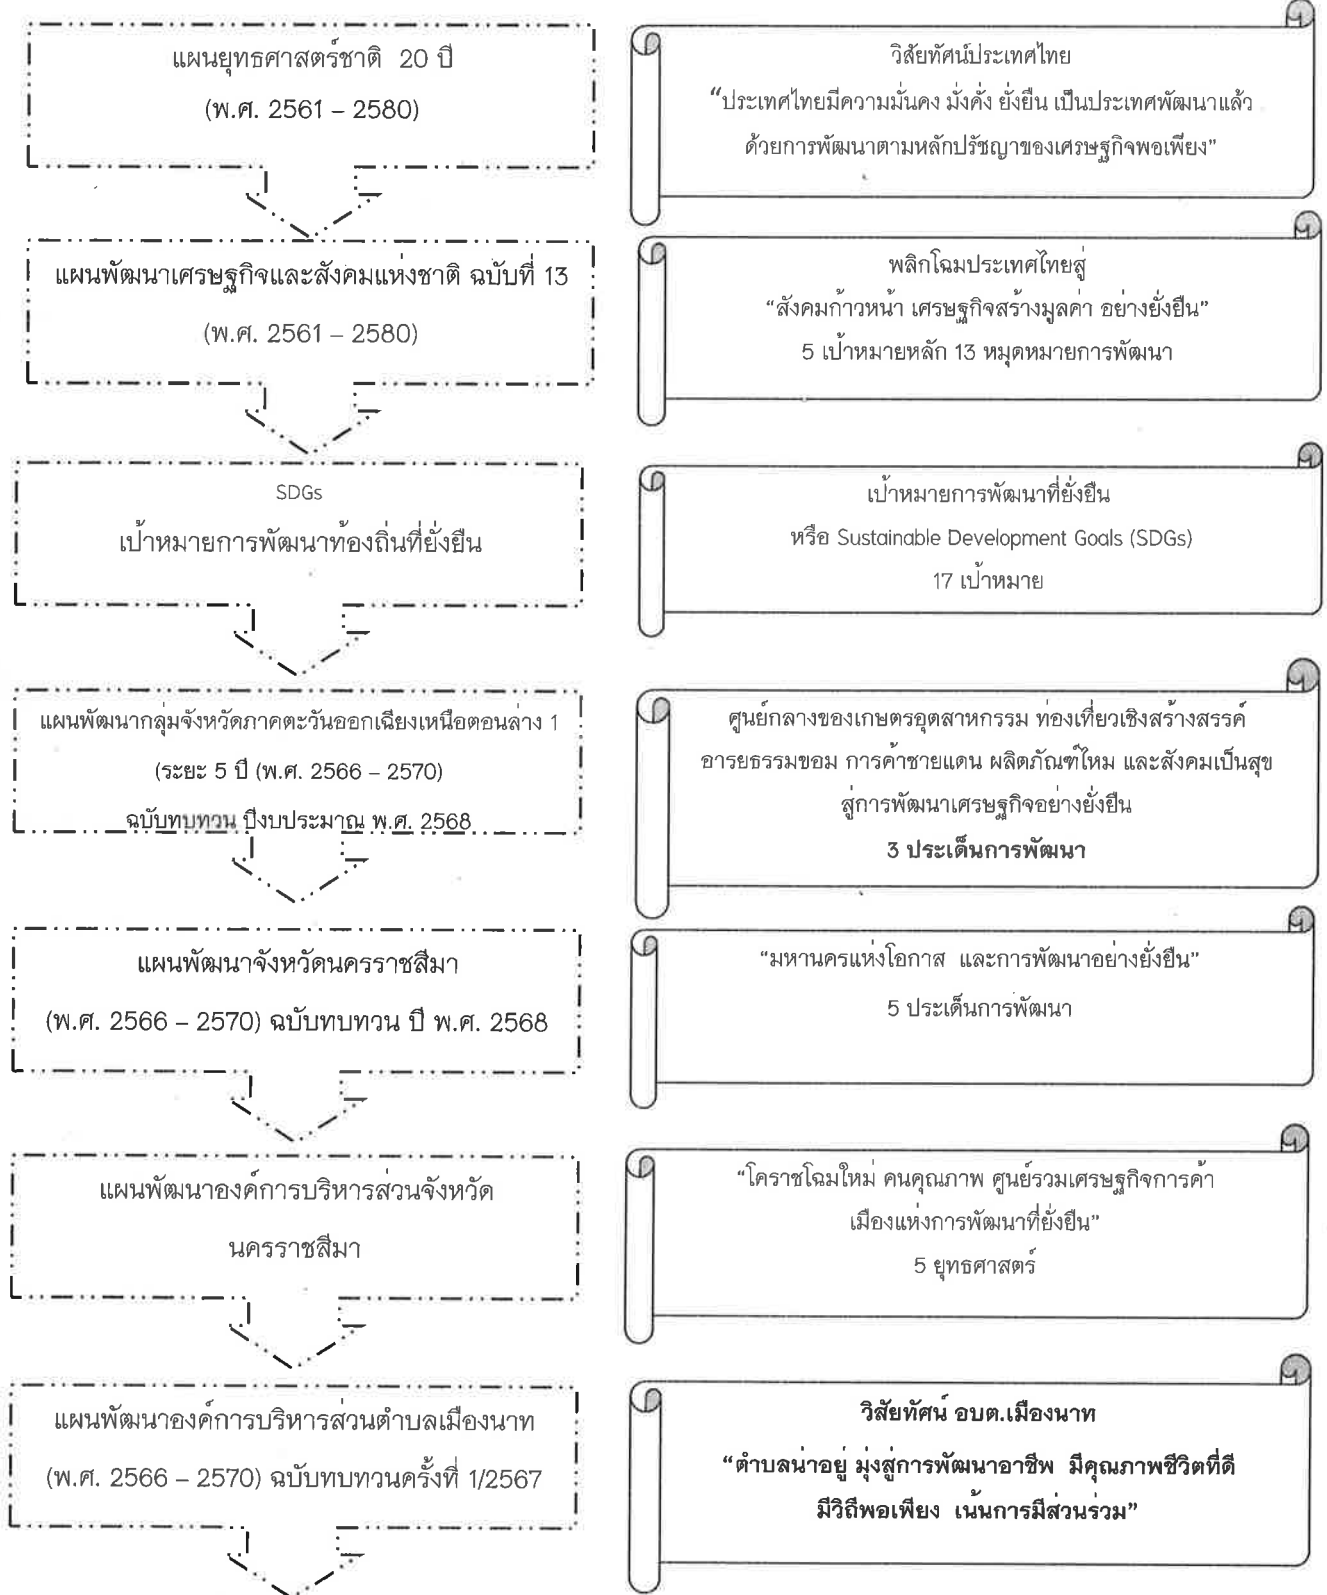 แผนยุทธศาสตร์ชาติ 20 ปี
(พ.ศ. 2561 – 2580)
วิสัยทัศน์ประเทศไทย
“ประเทศไทยมีความมั่นคง มั่งคั่ง ยั่งยืน เป็นประเทศพัฒนาแล้ว
ด้วยการพัฒนาตามหลักปรัชญาของเศรษฐกิจพอเพียง”
แผนพัฒนาเศรษฐกิจและสังคมแห่งชาติ ฉบับที่ 13
(พ.ศ. 2561 – 2580)
พลิกโฉมประเทศไทยสู่
“สังคมก้าวหน้า เศรษฐกิจสร้างมูลค่า อย่างยั่งยืน”
5 เป้าหมายหลัก 13 หมุดหมายการพัฒนา
SDGs
เป้าหมายการพัฒนาท้องถิ่นที่ยั่งยืน
เป้าหมายการพัฒนาที่ยั่งยืน
หรือ Sustainable Development Goals (SDGs)
17 เป้าหมาย
แผนพัฒนากลุ่มจังหวัดภาคตะวันออกเฉียงเหนือตอนล่าง 1
(ระยะ 5 ปี (พ.ศ. 2566 – 2570)
ฉบับทบทวน ปีงบประมาณ พ.ศ. 2568
ศูนย์กลางของเกษตรอุตสาหกรรม ท่องเที่ยวเชิงสร้างสรรค์
อารยธรรมขอม การค้าชายแดน ผลิตภัณฑ์ไหม และสังคมเป็นสุข
สู่การพัฒนาเศรษฐกิจอย่างยั่งยืน
3 ประเด็นการพัฒนา
แผนพัฒนาจังหวัดนครราชสีมา
(พ.ศ. 2566 – 2570) ฉบับทบทวน ปี พ.ศ. 2568
“มหานครแห่งโอกาส และการพัฒนาอย่างยั่งยืน”
5 ประเด็นการพัฒนา
แผนพัฒนาองค์การบริหารส่วนจังหวัด
นครราชสีมา
“โคราชโฉมใหม่ คนคุณภาพ ศูนย์รวมเศรษฐกิจการค้า
เมืองแห่งการพัฒนาที่ยั่งยืน”
5 ยุทธศาสตร์
แผนพัฒนาองค์การบริหารส่วนตำบลเมืองนาท
(พ.ศ. 2566 – 2570) ฉบับทบทวนครั้งที่ 1/2567
วิสัยทัศน์ อบต.เมืองนาท
“ตำบลน่าอยู่ มุ่งสู่การพัฒนาอาชีพ มีคุณภาพชีวิตที่ดี
มีวิถีพอเพียง เน้นการมีส่วนร่วม”